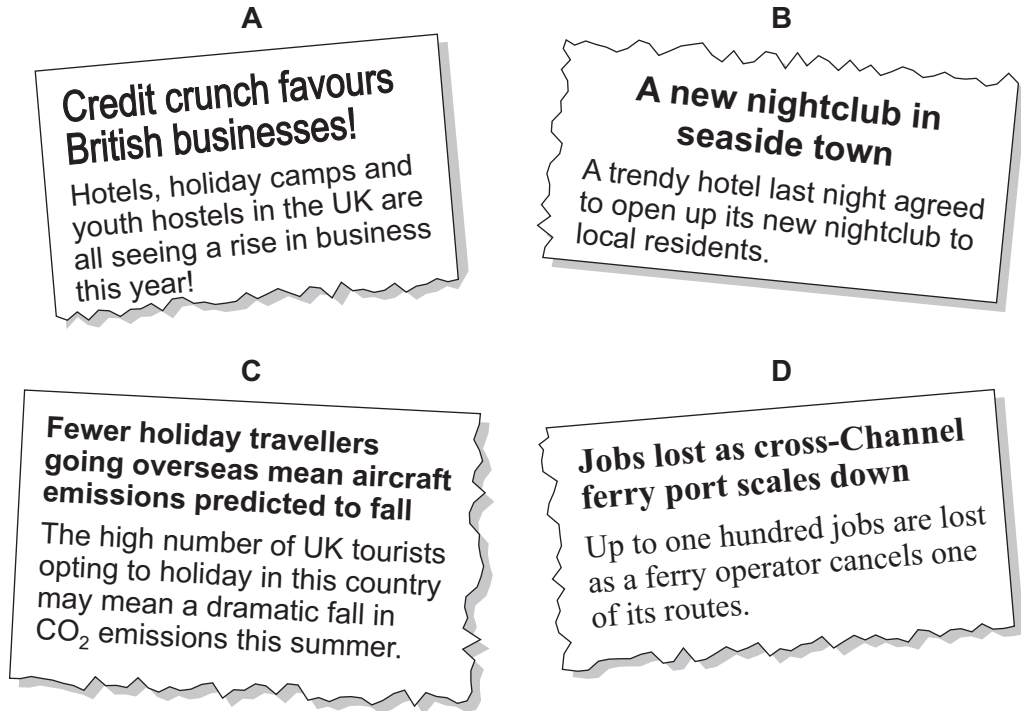 A
Credit crunch favours
British businesses!
Hotels, holiday camps and
youth hostels in the UK are
all seeing a rise in business
this year!
B
A new nightclub in
seaside town
A trendy hotel last night agreed
to open up its new nightclub to
local residents.
C
Fewer holiday travellers
going overseas mean aircraft
emissions predicted to fall
The high number of UK tourists
opting to holiday in this country
may mean a dramatic fall in
CO₂ emissions this summer.
D
Jobs lost as cross-Channel
ferry port scales down
Up to one hundred jobs are lost
as a ferry operator cancels one
of its routes.